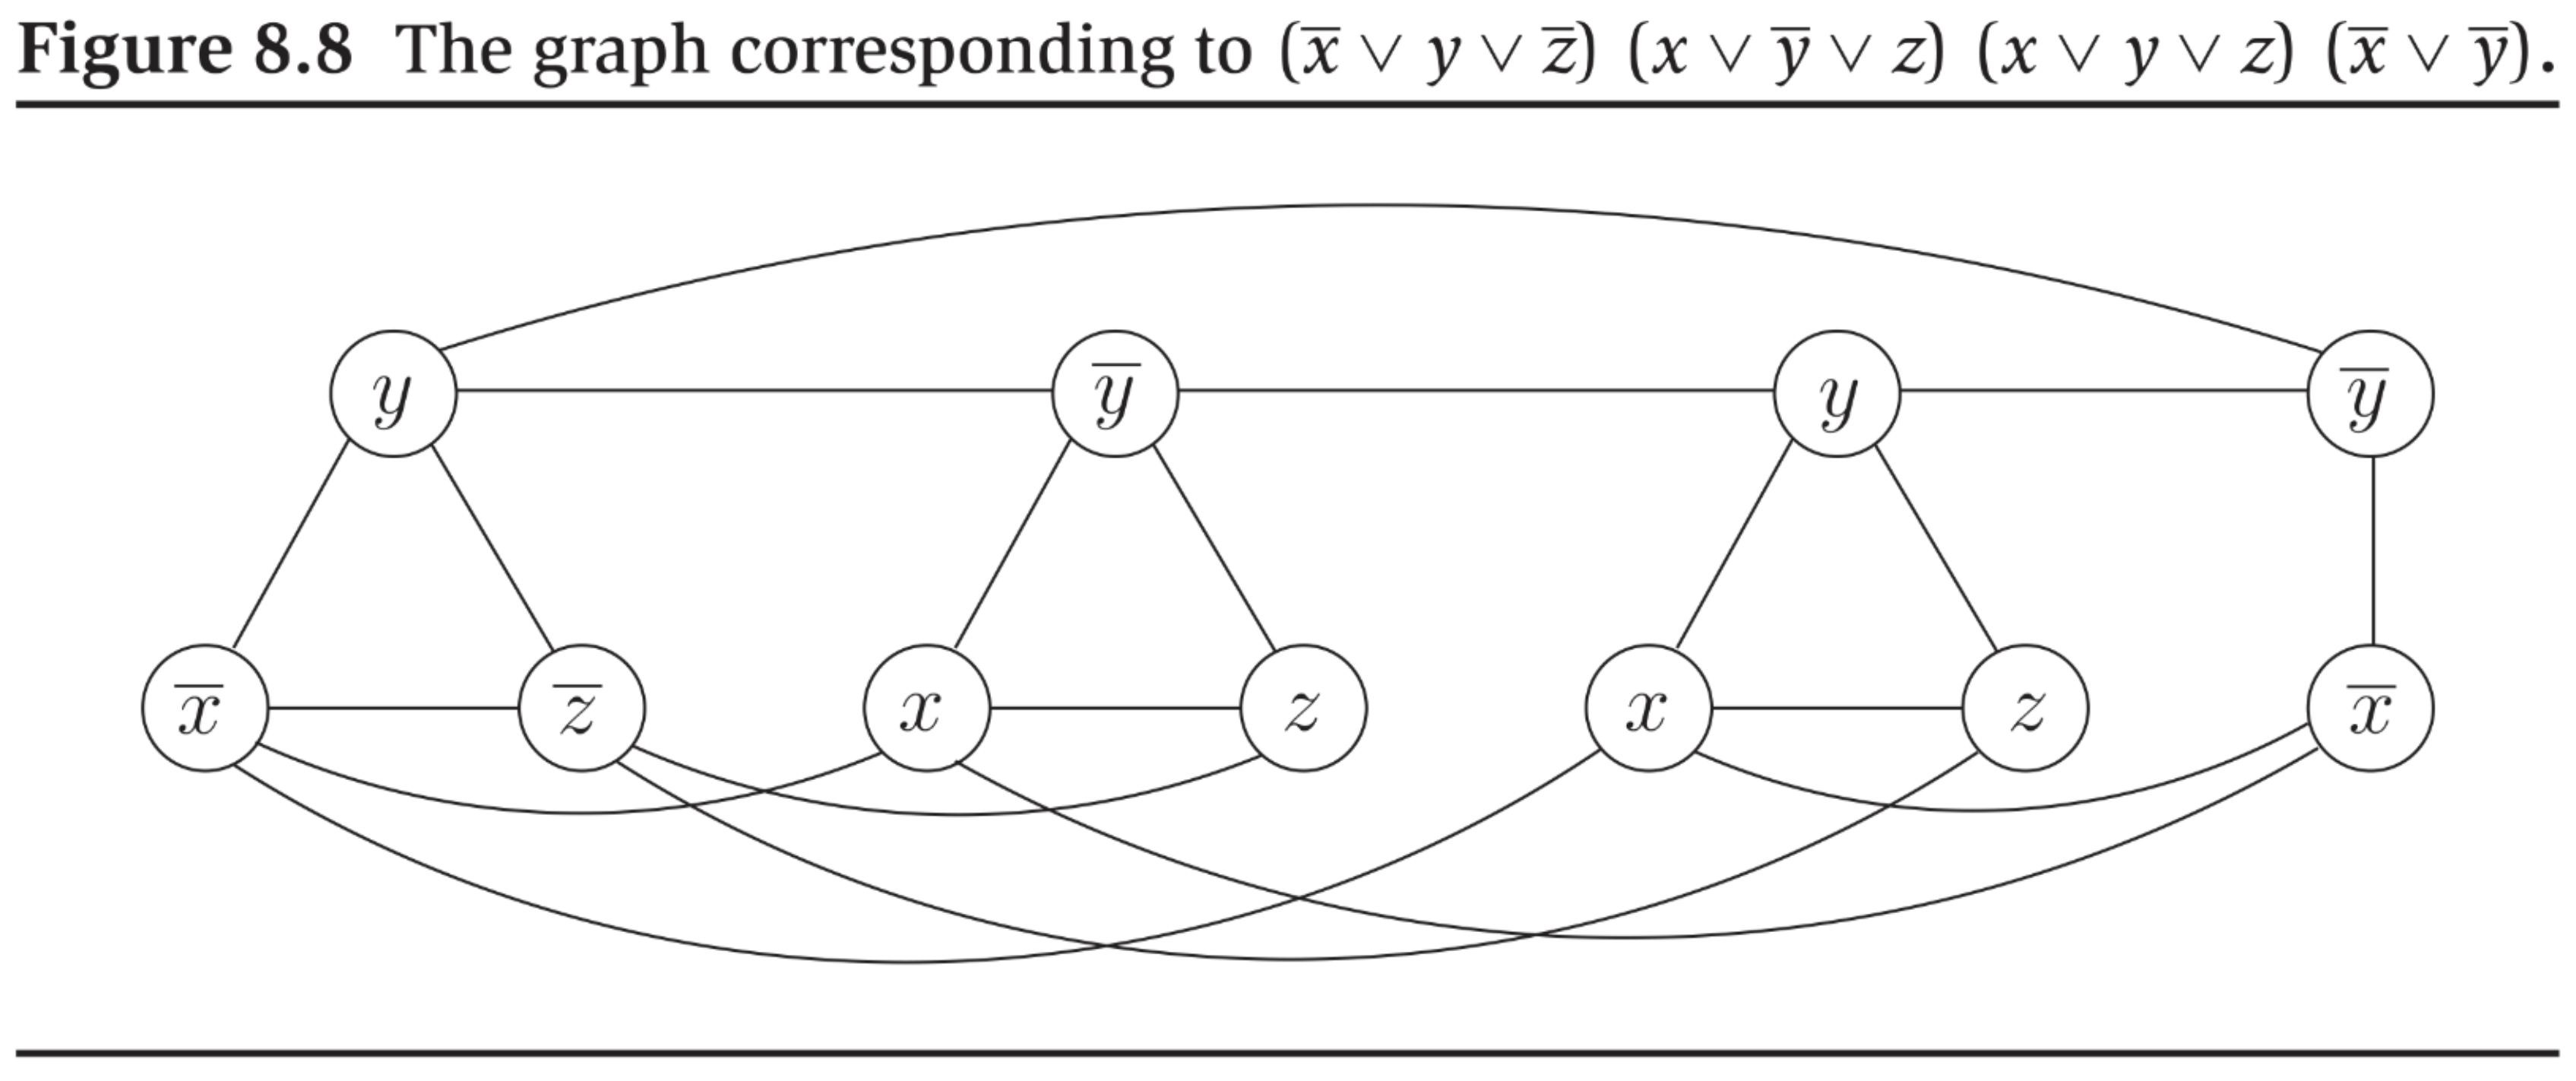 Figure 8.8 The graph corresponding to (x̅ ∨ y ∨ z̅) (x ∨ y̅ ∨ z) (x ∨ y ∨ z) (x̅ ∨ y̅).
y y̅ y y̅
x̅ z̅ x z x z x̅